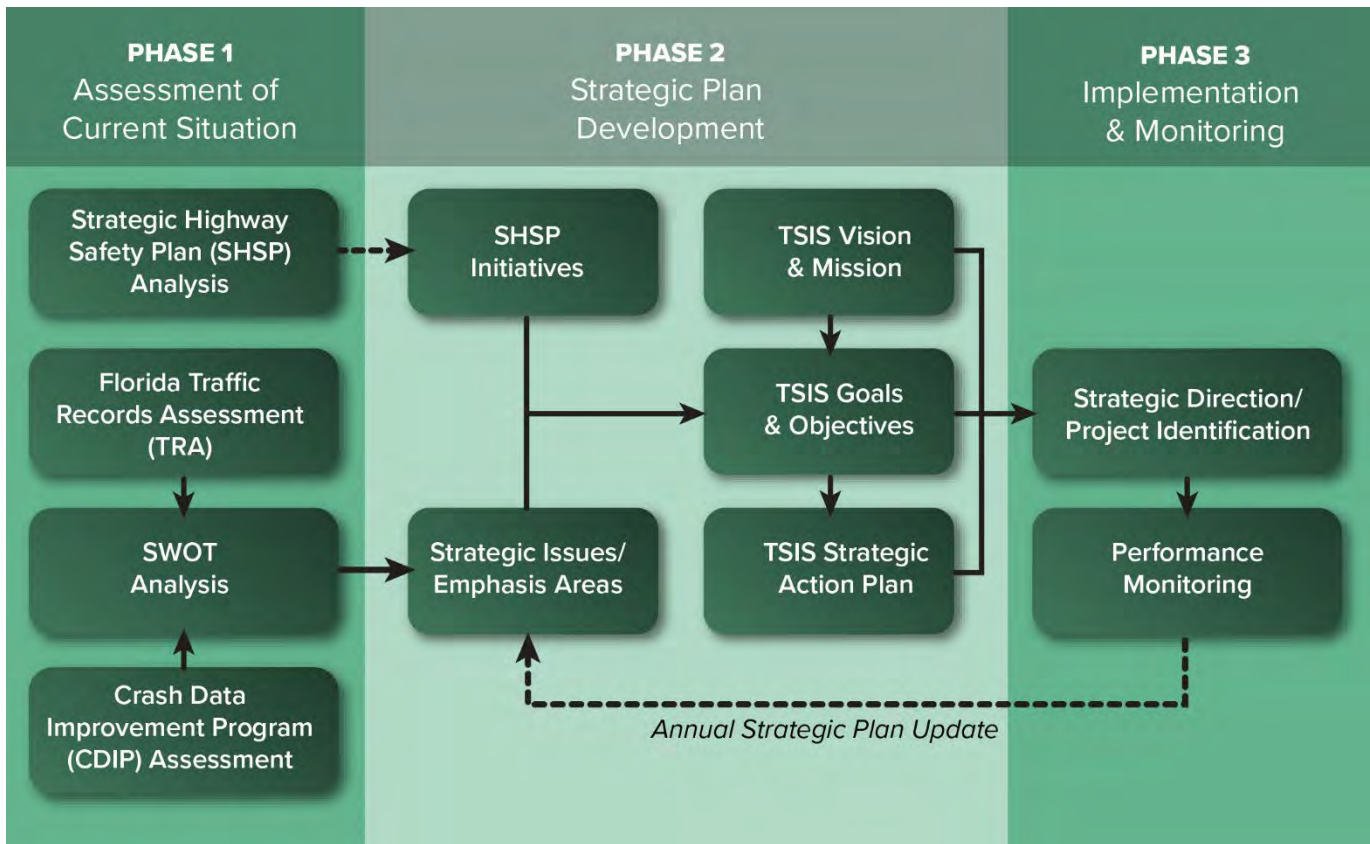 PHASE 1
Assessment of
Current Situation
PHASE 2
Strategic Plan
Development
PHASE 3
Implementation
& Monitoring
Strategic Highway
Safety Plan (SHSP)
Analysis
Florida Traffic
Records Assessment
(TRA)
SWOT
Analysis
Crash Data
Improvement Program
(CDIP) Assessment
SHSP
Initiatives
Strategic Issues/
Emphasis Areas
TSIS Vision
& Mission
TSIS Goals
& Objectives
TSIS Strategic
Action Plan
Strategic Direction/
Project Identification
Performance
Monitoring
Annual Strategic Plan Update